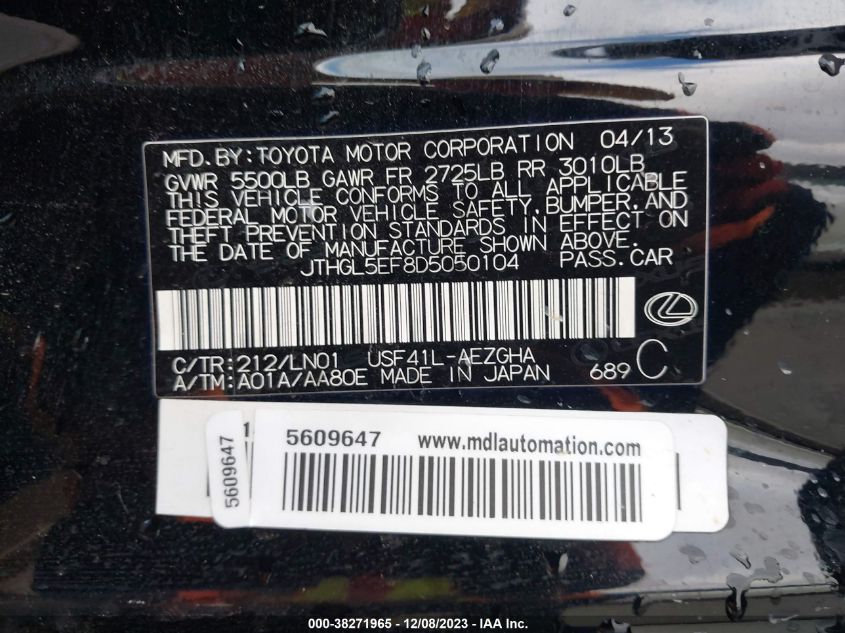 MFD. BY: TOYOTA MOTOR CORPORATION 04/13
GVWR 5500LB GAWR FR 2725LB RR 3010LB
THIS VEHICLE CONFORMS TO ALL APPLICABLE
FEDERAL MOTOR VEHICLE SAFETY, BUMPER, AND
THEFT PREVENTION STANDARDS IN EFFECT ON
THE DATE OF MANUFACTURE SHOWN ABOVE.
JTHGL5EF8D5050104 PASS. CAR
C/TR: 212/LN01 USF41L-AEZGHA
A/TM: A01A/AA80E MADE IN JAPAN 689 C
5609647
5609647 www.mdlautomation.com
000-38271965 - 12/08/2023 - IAA Inc.